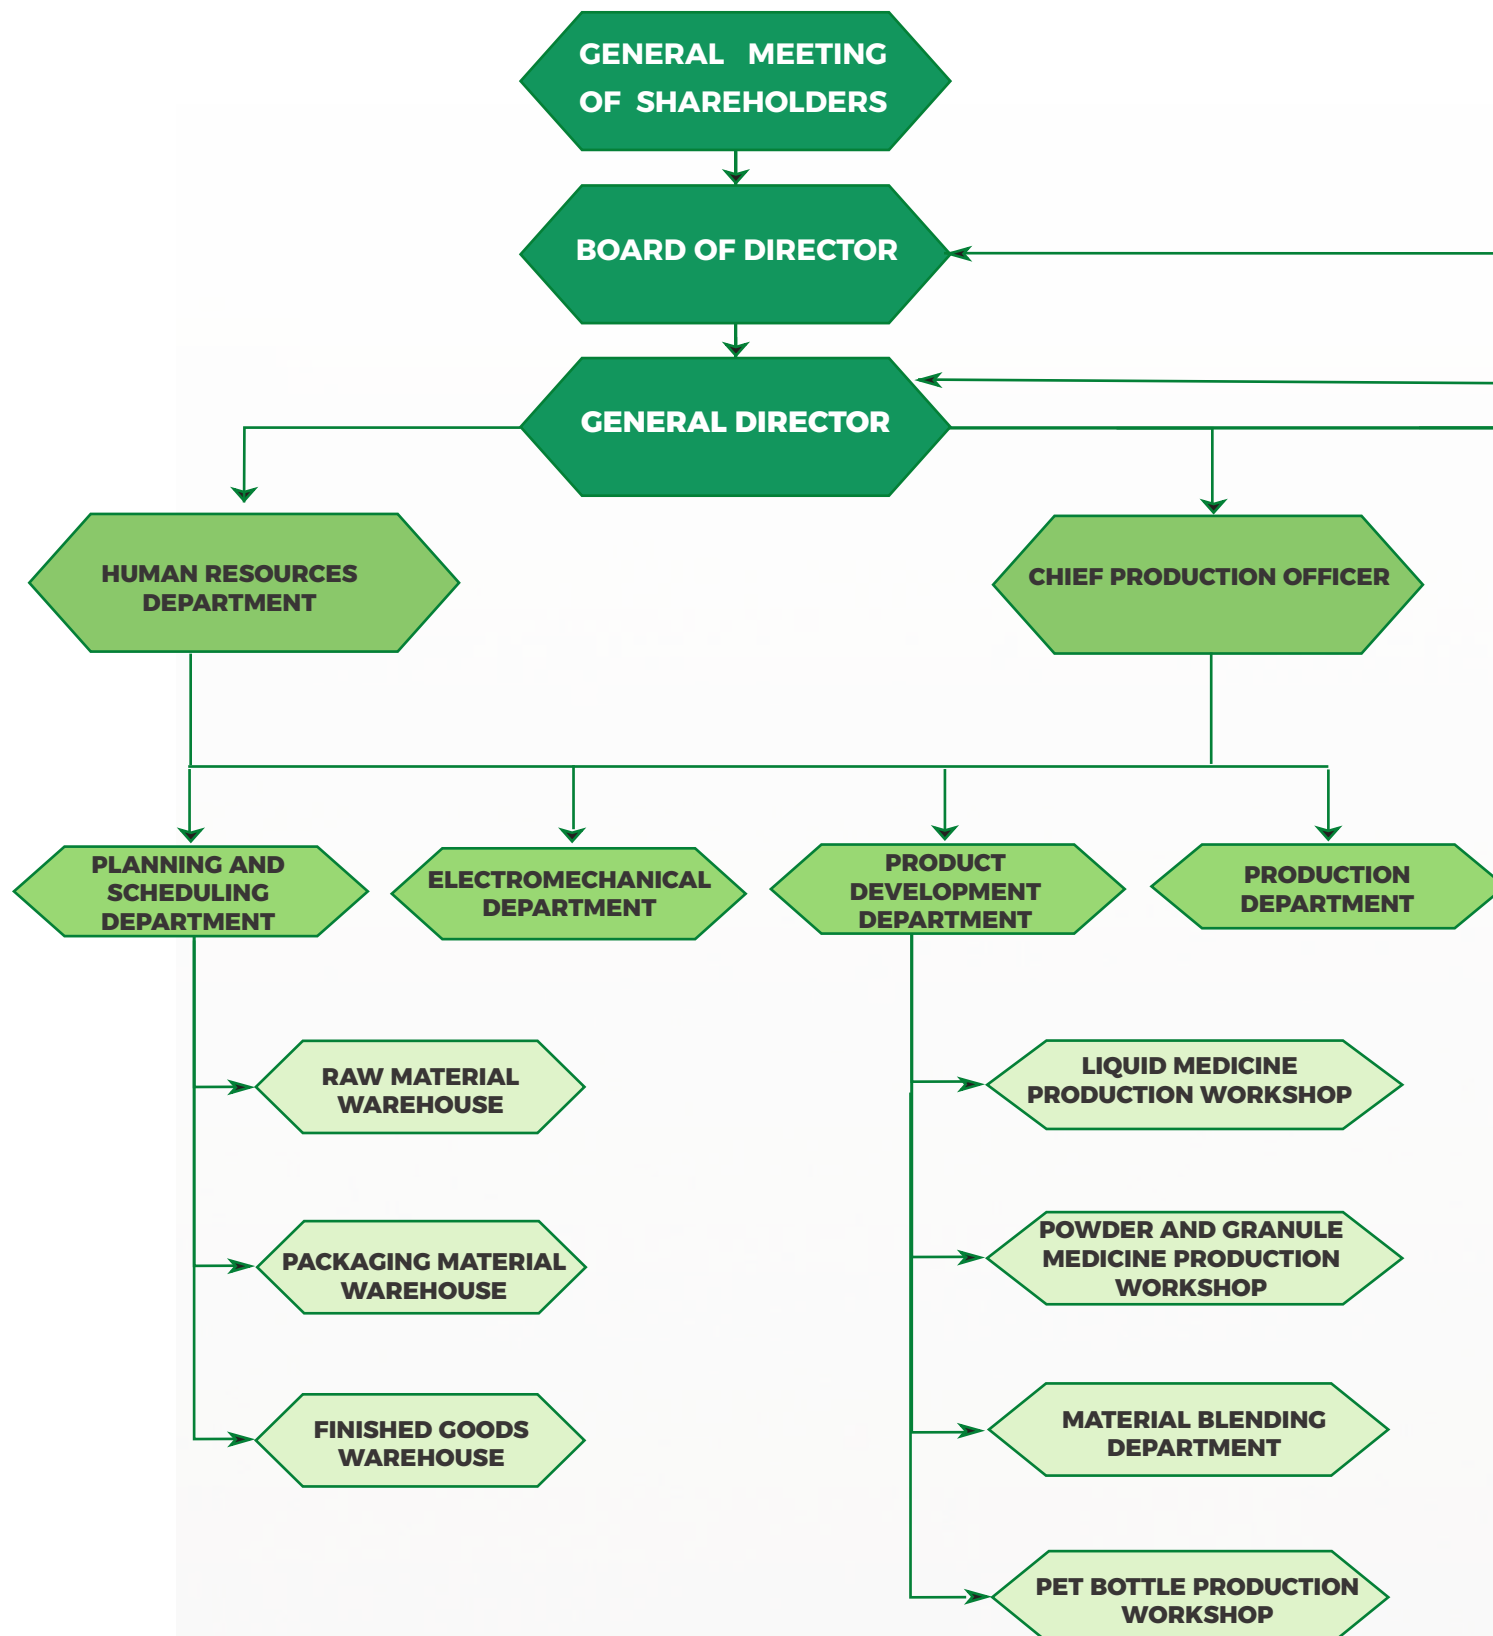 GENERAL MEETING
OF SHAREHOLDERS
BOARD OF DIRECTOR
GENERAL DIRECTOR
HUMAN RESOURCES
DEPARTMENT
CHIEF PRODUCTION OFFICER
PLANNING AND
SCHEDULING
DEPARTMENT
ELECTROMECHANICAL
DEPARTMENT
PRODUCT
DEVELOPMENT
DEPARTMENT
PRODUCTION
DEPARTMENT
RAW MATERIAL
WAREHOUSE
PACKAGING MATERIAL
WAREHOUSE
FINISHED GOODS
WAREHOUSE
LIQUID MEDICINE
PRODUCTION WORKSHOP
POWDER AND GRANULE
MEDICINE PRODUCTION
WORKSHOP
MATERIAL BLENDING
DEPARTMENT
PET BOTTLE PRODUCTION
WORKSHOP